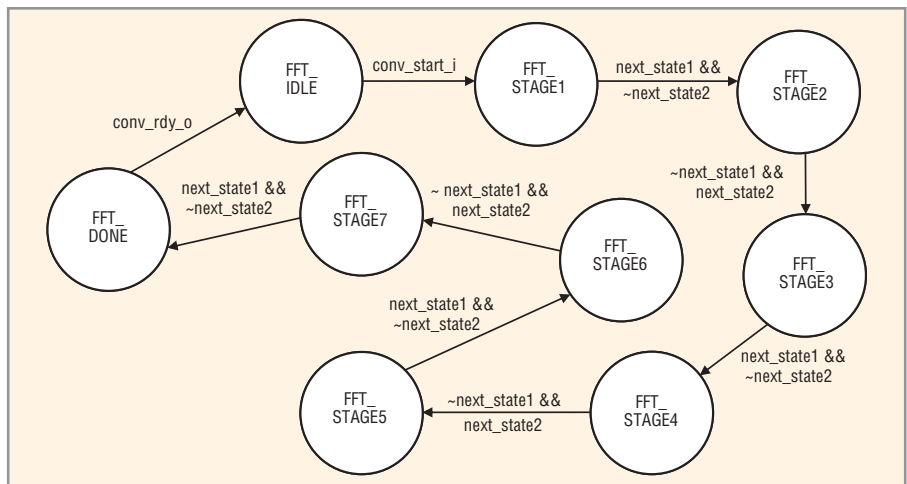 FFT_
IDLE
conv_start_i
FFT_
STAGE1
next_state1 &&
~next_state2
FFT_
STAGE2
~next_state1 &&
next_state2
FFT_
STAGE3
next_state1 &&
~next_state2
FFT_
STAGE4
~next_state1 &&
next_state2
FFT_
STAGE5
next_state1 &&
~next_state2
FFT_
STAGE6
~ next_state1 &&
next_state2
FFT_
STAGE7
next_state1 &&
~next_state2
FFT_
DONE
conv_rdy_o